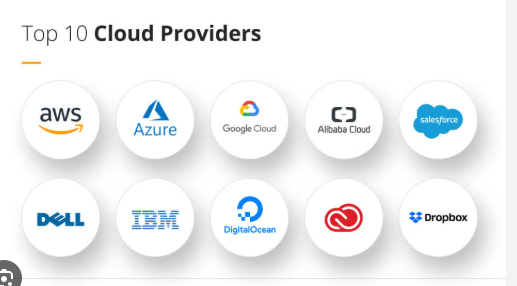 Top 10 Cloud Providers
aws
Azure
Google Cloud
Alibaba Cloud
salesforce
DELL
IBM
DigitalOcean
Dropbox